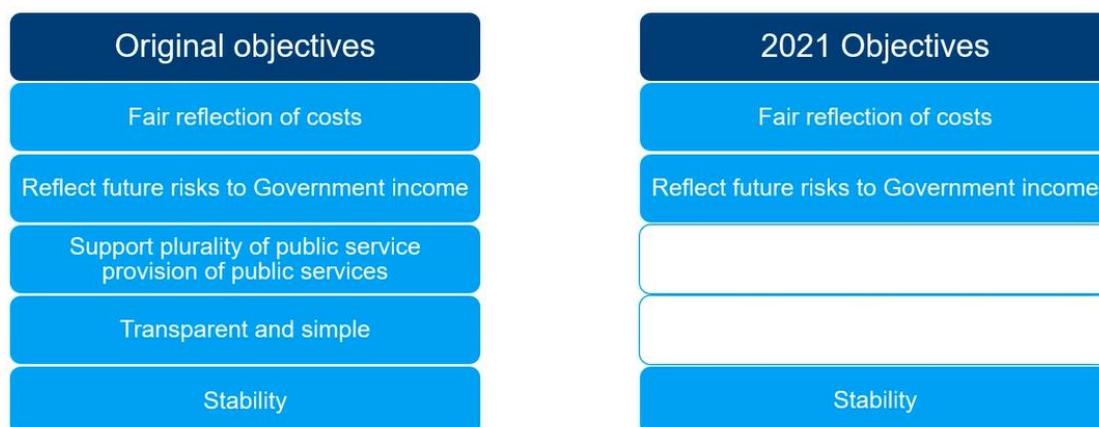 Original objectives
Fair reflection of costs
Reflect future risks to Government income
Support plurality of public service
provision of public services
Transparent and simple
Stability
2021 Objectives
Fair reflection of costs
Reflect future risks to Government income
Stability